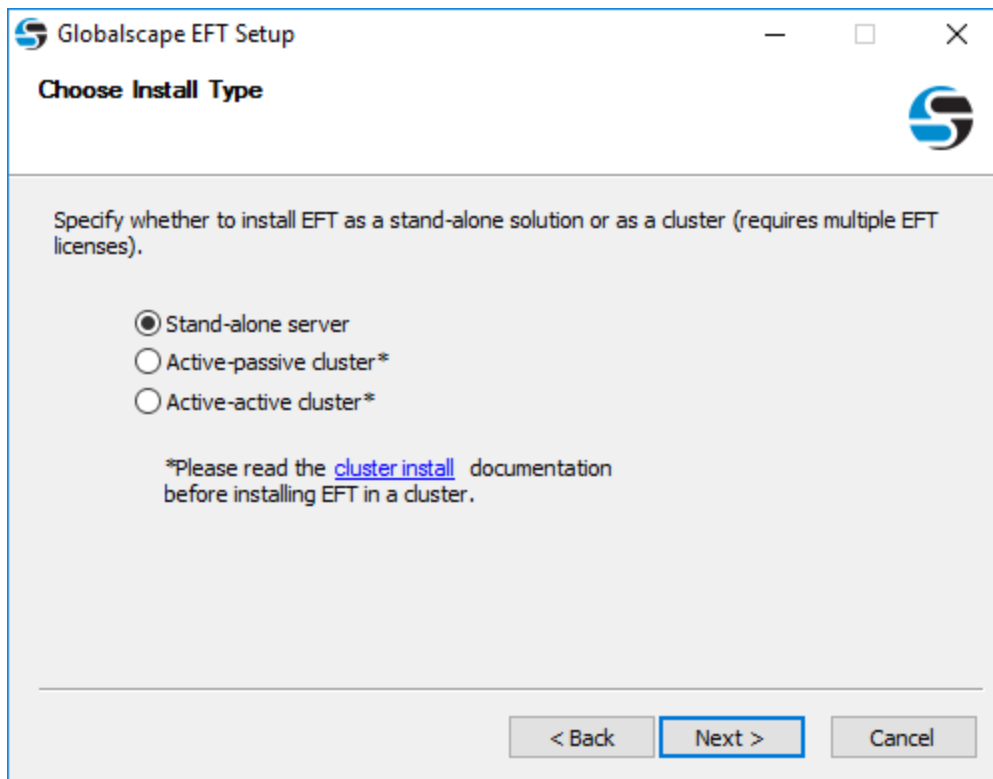 Globalscape EFT Setup
Choose Install Type
Specify whether to install EFT as a stand-alone solution or as a cluster (requires multiple EFT
licenses).
Stand-alone server
Active-passive cluster*
Active-active cluster*
*Please read the cluster install documentation
before installing EFT in a cluster.
< Back Next > Cancel